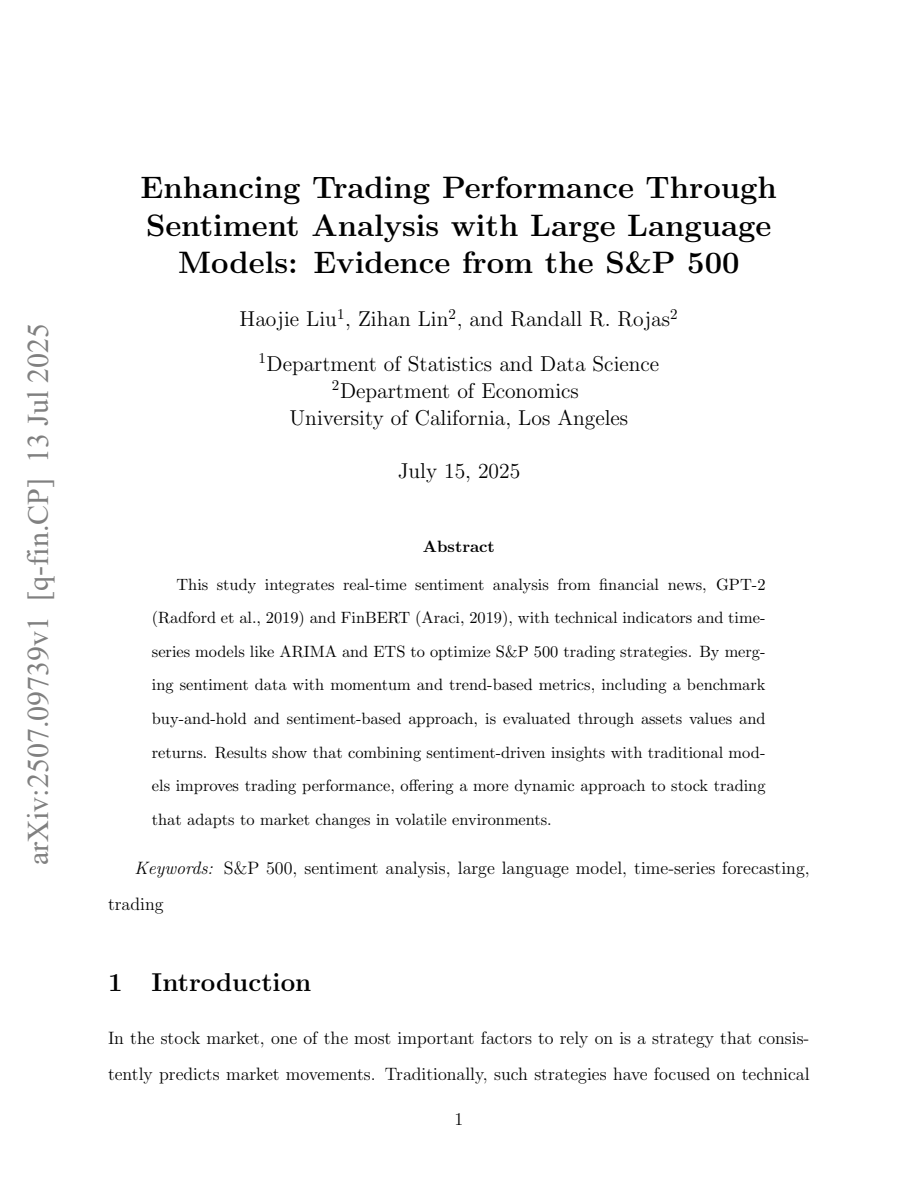 Enhancing Trading Performance Through
Sentiment Analysis with Large Language
Models: Evidence from the S&P 500
Haojie Liu¹, Zihan Lin², and Randall R. Rojas²
¹Department of Statistics and Data Science
²Department of Economics
University of California, Los Angeles
July 15, 2025
arXiv:2507.09739v1 [q-fin.CP] 13 Jul 2025
Abstract
This study integrates real-time sentiment analysis from financial news, GPT-2
(Radford et al., 2019) and FinBERT (Araci, 2019), with technical indicators and time-
series models like ARIMA and ETS to optimize S&P 500 trading strategies. By merg-
ing sentiment data with momentum and trend-based metrics, including a benchmark
buy-and-hold and sentiment-based approach, is evaluated through assets values and
returns. Results show that combining sentiment-driven insights with traditional mod-
els improves trading performance, offering a more dynamic approach to stock trading
that adapts to market changes in volatile environments.
Keywords: S&P 500, sentiment analysis, large language model, time-series forecasting,
trading
1 Introduction
In the stock market, one of the most important factors to rely on is a strategy that consis-
tently predicts market movements. Traditionally, such strategies have focused on technical
1